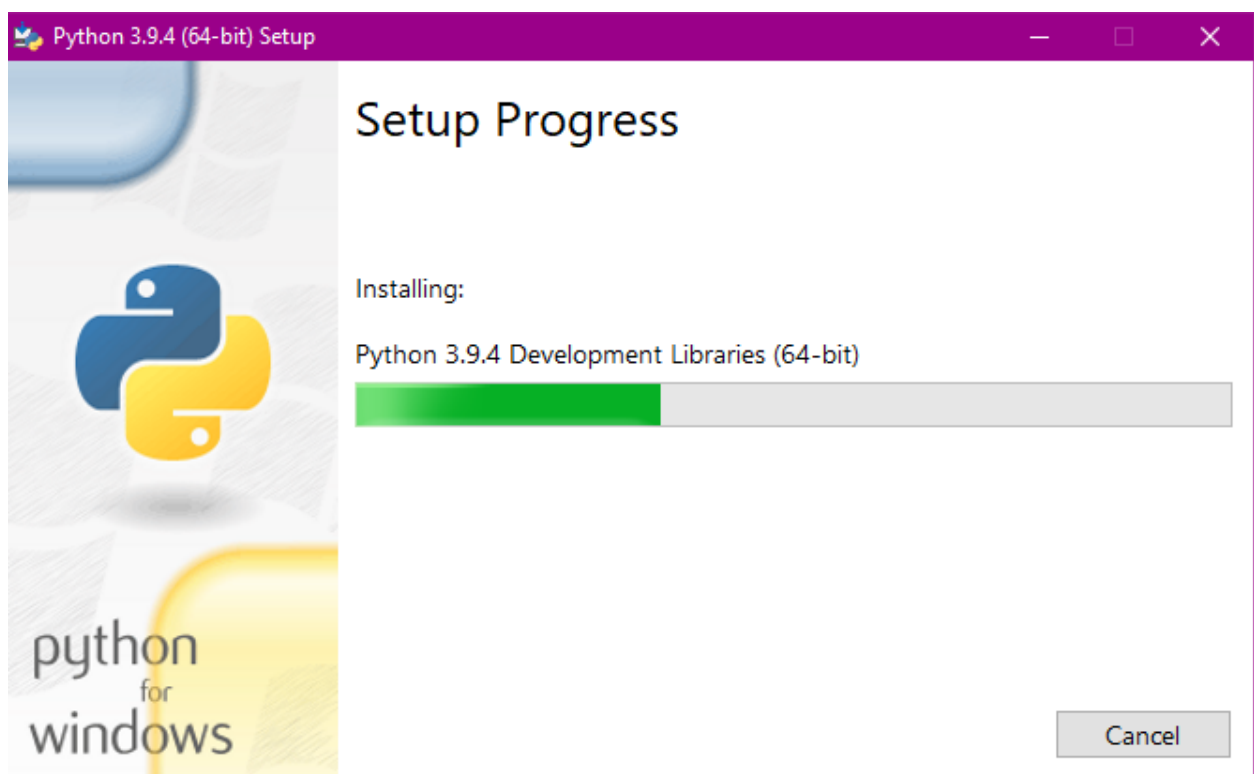 Python 3.9.4 (64-bit) Setup
Setup Progress
Installing:
Python 3.9.4 Development Libraries (64-bit)
python
for
windows
Cancel